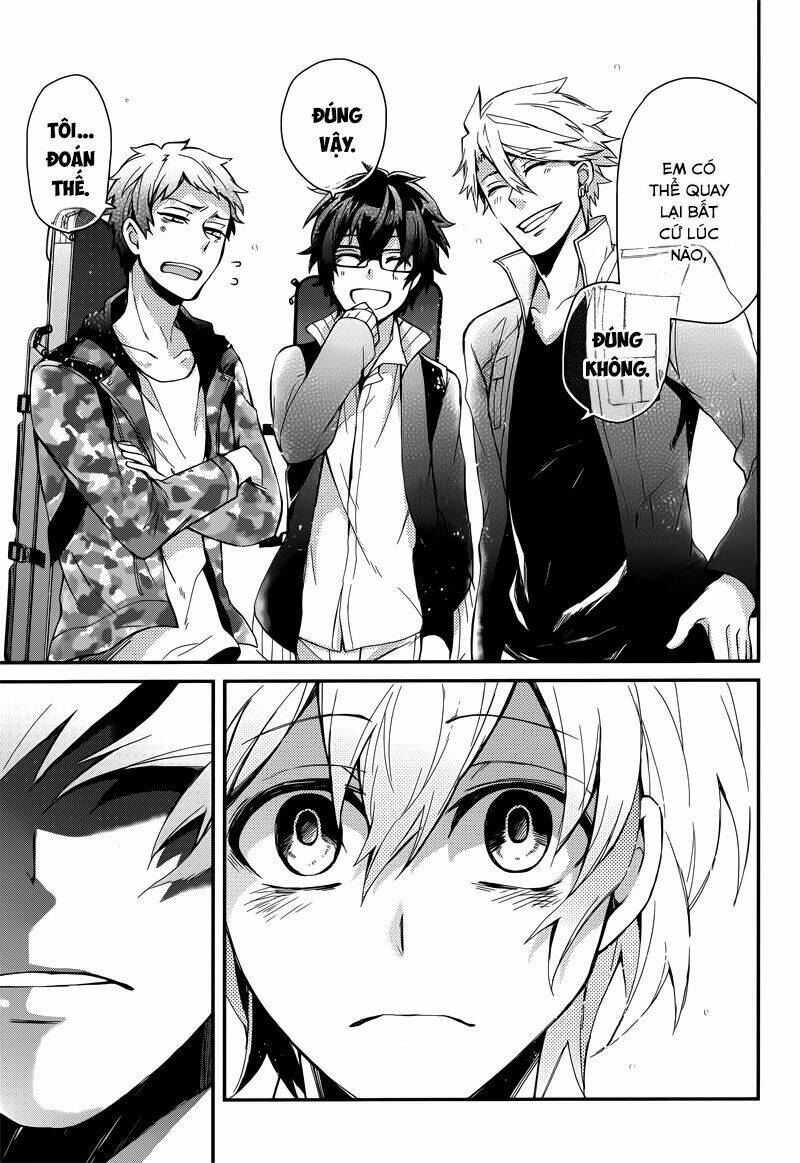 EM CÓ
THỂ QUAY
LẠI BẤT
CỨ LÚC
NÀO,
ĐÚNG
KHÔNG.
ĐÚNG
VẬY.
TÔI...
ĐOÁN
THẾ.